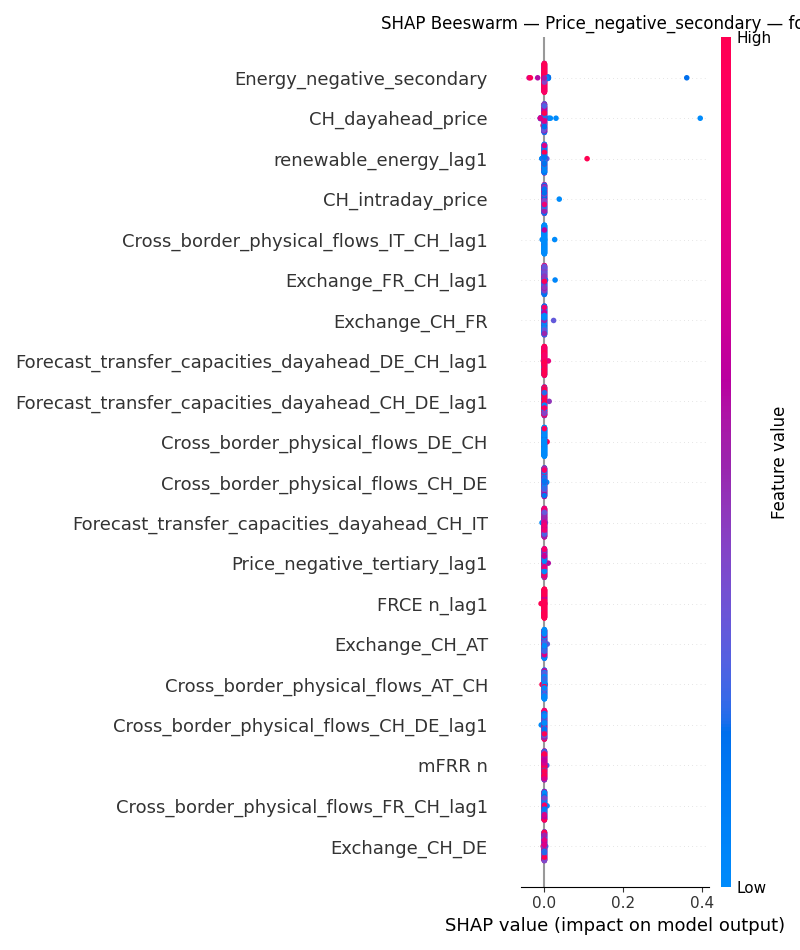 SHAP Beeswarm — Price_negative_secondary — fo
High
Energy_negative_secondary
CH_dayahead_price
renewable_energy_lag1
CH_intraday_price
Cross_border_physical_flows_IT_CH_lag1
Exchange_FR_CH_lag1
Exchange_CH_FR
Forecast_transfer_capacities_dayahead_DE_CH_lag1
Forecast_transfer_capacities_dayahead_CH_DE_lag1
Cross_border_physical_flows_DE_CH
Cross_border_physical_flows_CH_DE
Forecast_transfer_capacities_dayahead_CH_IT
Price_negative_tertiary_lag1
FRCE n_lag1
Exchange_CH_AT
Cross_border_physical_flows_AT_CH
Cross_border_physical_flows_CH_DE_lag1
mFRR n
Cross_border_physical_flows_FR_CH_lag1
Exchange_CH_DE
Feature value
Low
0.0 0.2 0.4
SHAP value (impact on model output)